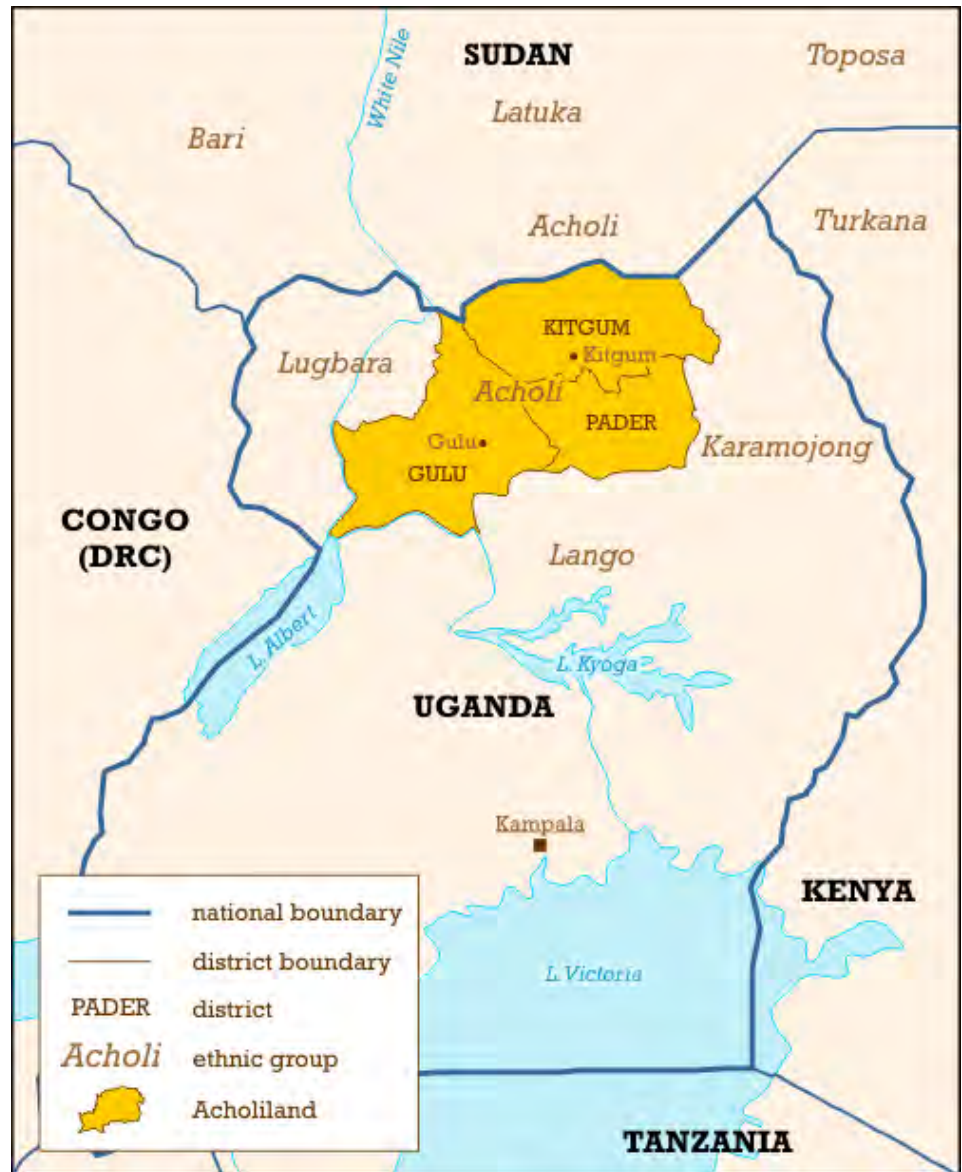 SUDAN
Toposa
White Nile
Latuka
Bari
Acholi
Turkana
KITGUM
Kitgum
Lugbara
Acholi
PADER
Gulu
GULU
Karamojong
CONGO
(DRC)
Lango
L. Albert
L. Kyoga
UGANDA
Kampala
KENYA
national boundary
district boundary
L. Victoria
PADER district
Acholi ethnic group
Acholiland
TANZANIA